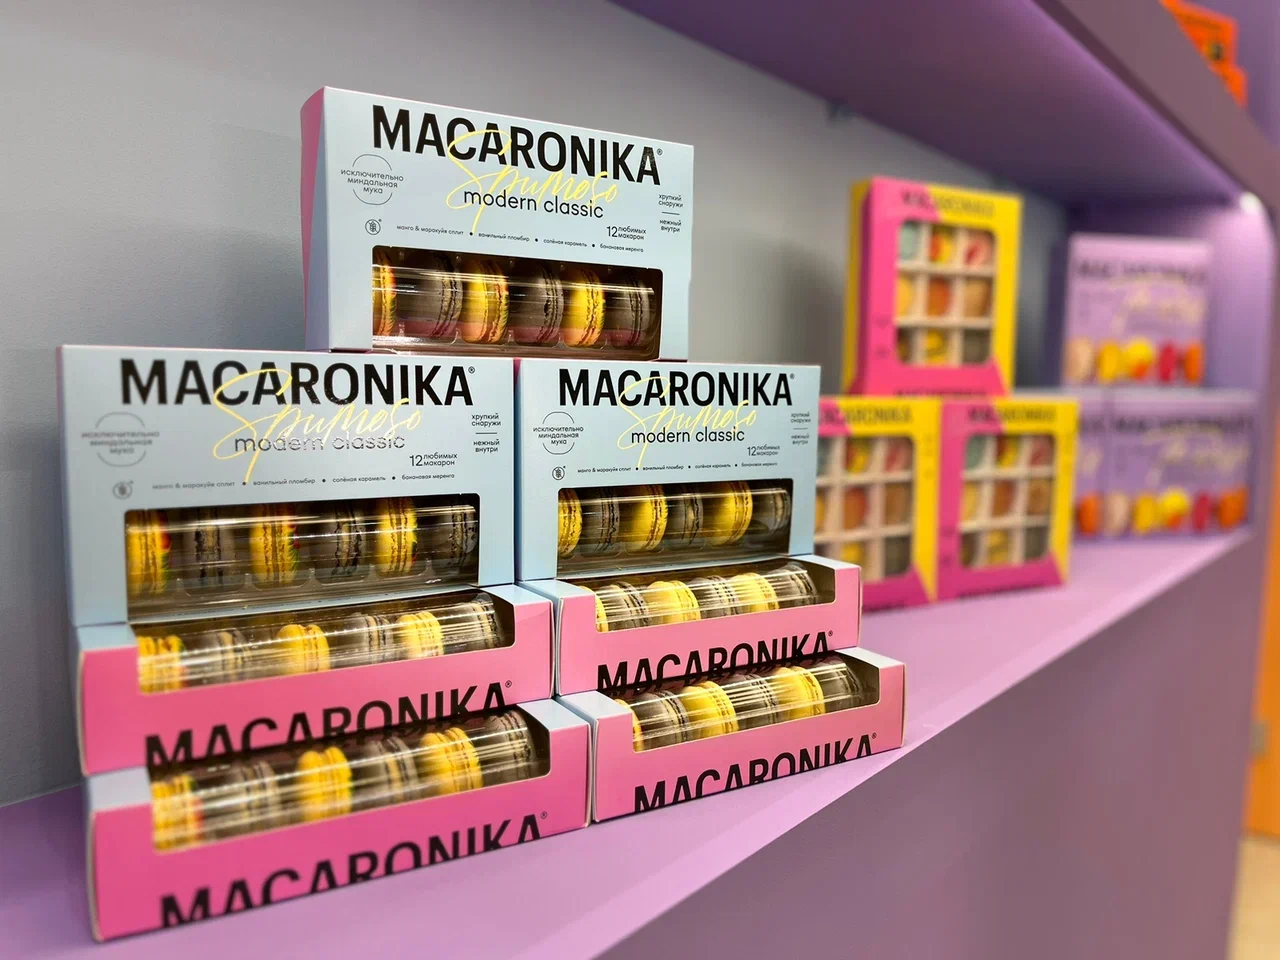 MACARONIKA®
Spumoso
modern classic
исключительно
миндальная
мука
хрупкий
снаружи
нежный
внутри
12 любимых
макарон
манго & маракуйя сплит • ванильный пломбир • солёная карамель • банановая меренга
MACARONIKA®
Spumoso
modern classic
исключительно
миндальная
мука
хрупкий
снаружи
нежный
внутри
12 любимых
макарон
манго & маракуйя сплит • ванильный пломбир • солёная карамель • банановая меренга
MACARONIKA®
Spumoso
modern classic
исключительно
миндальная
мука
хрупкий
снаружи
нежный
внутри
12 любимых
макарон
манго & маракуйя сплит • ванильный пломбир • солёная карамель • банановая меренга
MACARONIKA®
MACARONIKA®
MACARONIKA®
MACARONIKA®
MACARONIKA
MACARONIKA
MACARONIKA